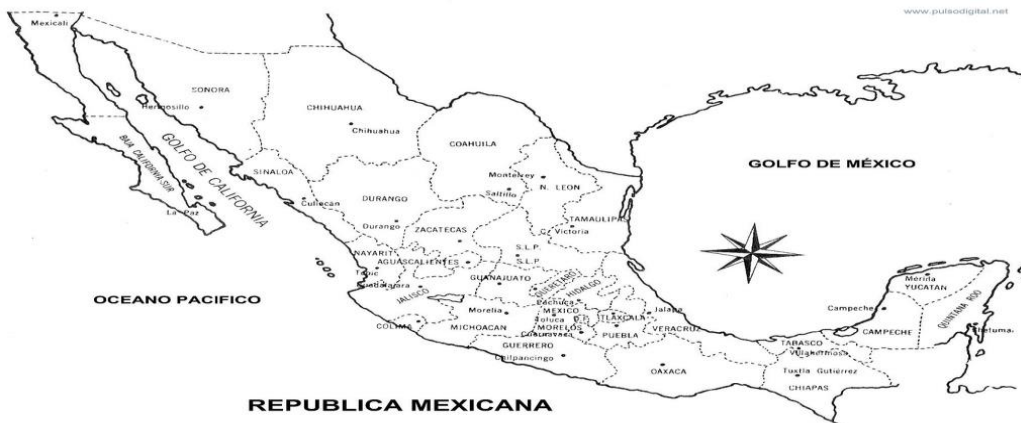 www.pulsodigital.net
Mexicali
SONORA
Hermosillo
CHIHUAHUA
Chihuahua
COAHUILA
BAJA CALIFORNIA SUR
GOLFO DE CALIFORNIA
GOLFO DE MÉXICO
SINALOA
Culiacan
Monterrey
N. LEON
Saltillo
La Paz
DURANGO
Durango
ZACATECAS
TAMAULIPAS
C. Victoria
S.L.P.
S.L.P.
NAYARIT
Tepic
AGUASCALIENTES
Guadalajara
JALISCO
GUANAJUATO
QUERETARO
HIDALGO
Pachuca
OCEANO PACIFICO
COLIMA
Morelia
MICHOACAN
MEXICO
Toluca
D.F.
TLAXCALA
MORELOS
Cuernavaca
PUEBLA
Jalapa
VERACRUZ
GUERRERO
Chilpancingo
OAXACA
TABASCO
Villahermosa
Tuxtla Gutiérrez
CHIAPAS
Campeche
CAMPECHE
Mérida
YUCATAN
QUINTANA ROO
Chetumal
REPUBLICA MEXICANA